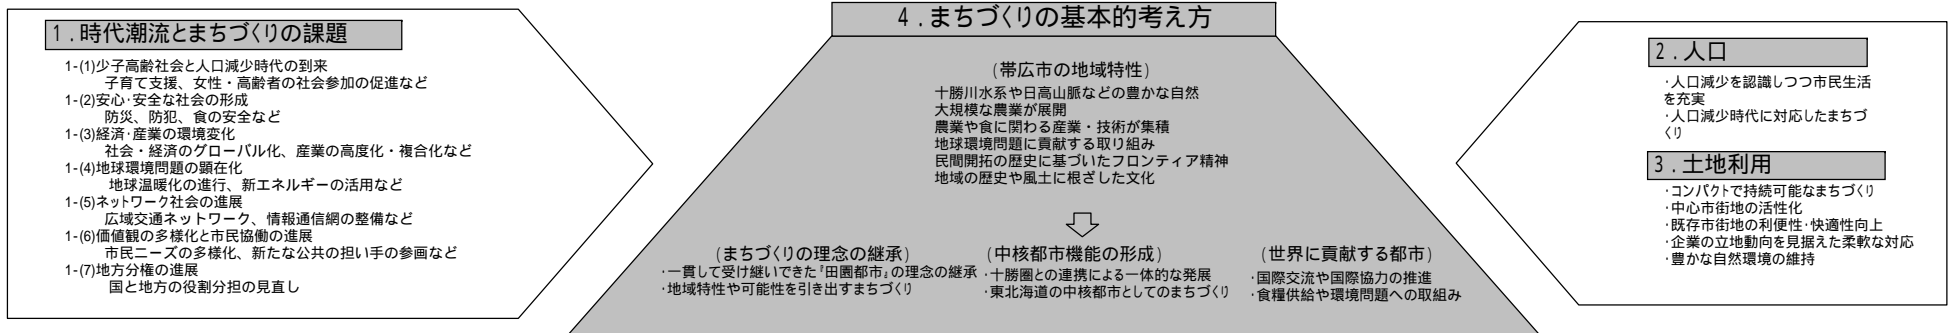 1．時代潮流とまちづくりの課題
1-(1)少子高齢社会と人口減少時代の到来
子育て支援、女性・高齢者の社会参加の促進など
1-(2)安心・安全な社会の形成
防災、防犯、食の安全など
1-(3)経済・産業の環境変化
社会・経済のグローバル化、産業の高度化・複合化など
1-(4)地球環境問題の顕在化
地球温暖化の進行、新エネルギーの活用など
1-(5)ネットワーク社会の進展
広域交通ネットワーク、情報通信網の整備など
1-(6)価値観の多様化と市民協働の進展
市民ニーズの多様化、新たな公共の担い手の参画など
1-(7)地方分権の進展
国と地方の役割分担の見直し
4．まちづくりの基本的考え方
(帯広市の地域特性)
十勝川水系や日高山脈などの豊かな自然
大規模な農業が展開
農業や食に関わる産業・技術が集積
地球環境問題に貢献する取り組み
民間開拓の歴史に基づいたフロンティア精神
地域の歴史や風土に根ざした文化
(まちづくりの理念の継承)
・一貫して受け継いできた『田園都市』の理念の継承
・地域特性や可能性を引き出すまちづくり
(中核都市機能の形成)
・十勝圏との連携による一体的な発展
・東北海道の中核都市としてのまちづくり
(世界に貢献する都市)
・国際交流や国際協力の推進
・食糧供給や環境問題への取組み
2．人口
・人口減少を認識しつつ市民生活
を充実
・人口減少時代に対応したまちづ
くり
3．土地利用
・コンパクトで持続可能なまちづくり
・中心市街地の活性化
・既存市街地の利便性・快適性向上
・企業の立地動向を見据えた柔軟な対応
・豊かな自然環境の維持